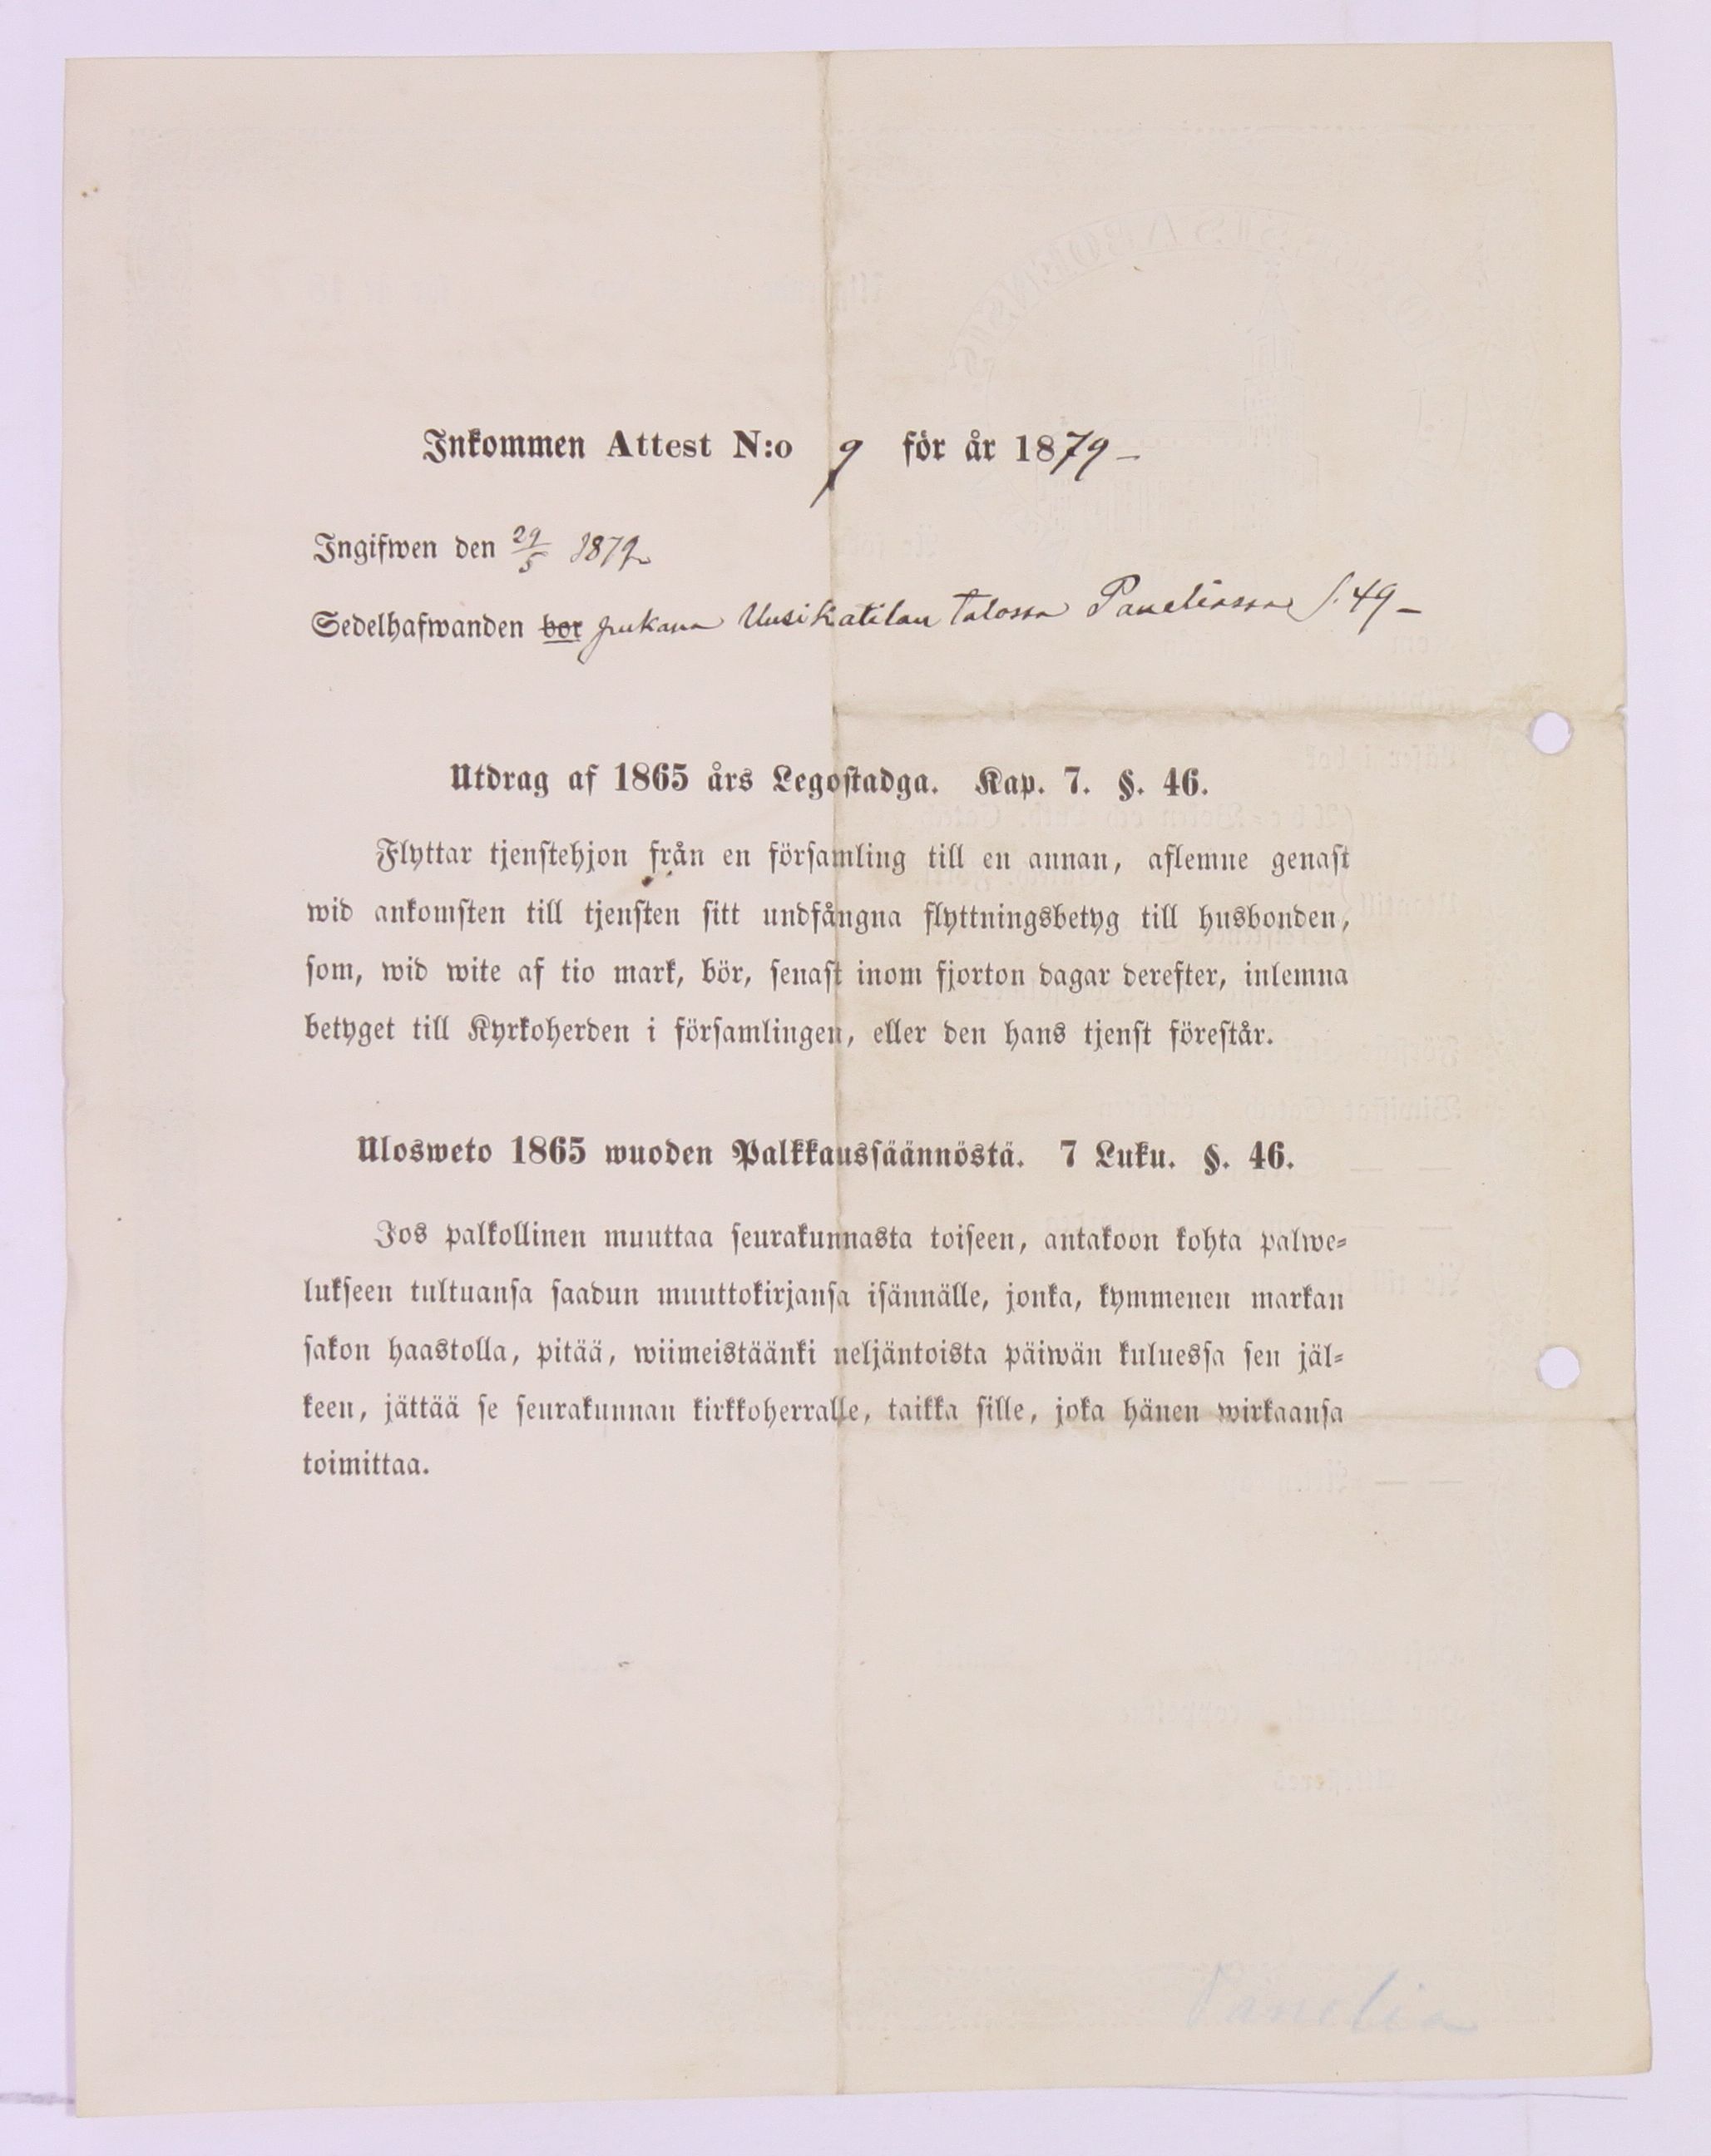 Inkommen Attest N:o 9 för år 1879 –
Ingifwen den 29/5 1879
Sedelhafwanden bor Uusikatilan talossa Paneliassa S. 49 –
Utdrag af 1865 års Legostadga. Kap. 7. §. 46.
Flyttar tjenstehjon från en församling till en annan, aflemne genast
wid ankomsten till tjensten sitt undfångna flyttningsbetyg till husbonden,
som, wid wite af tio mark, bör, senast inom fjorton dagar derefter, inlemna
betyget till Kyrkoherden i församlingen, eller den hans tjenst förestår.
Ulosweto 1865 wuoden Palkkaussäännöstä. 7 Luku. §. 46.
Jos palkollinen muuttaa seurakunnasta toiseen, antakoon kohta palwe=
lukseen tultuansa saadun muuttokirjansa isännälle, jonka, kymmenen markan
sakon haastolla, pitää, wiimeistäänki neljäntoista päiwän kuluessa sen jäl=
keen, jättää se seurakunnan kirkkoherralle, taikka sille, joka hänen wirkaansa
toimittaa.
Panelia